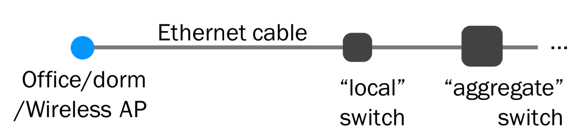 Ethernet cable
...
Office/dorm
/Wireless AP
“local”
switch
“aggregate”
switch